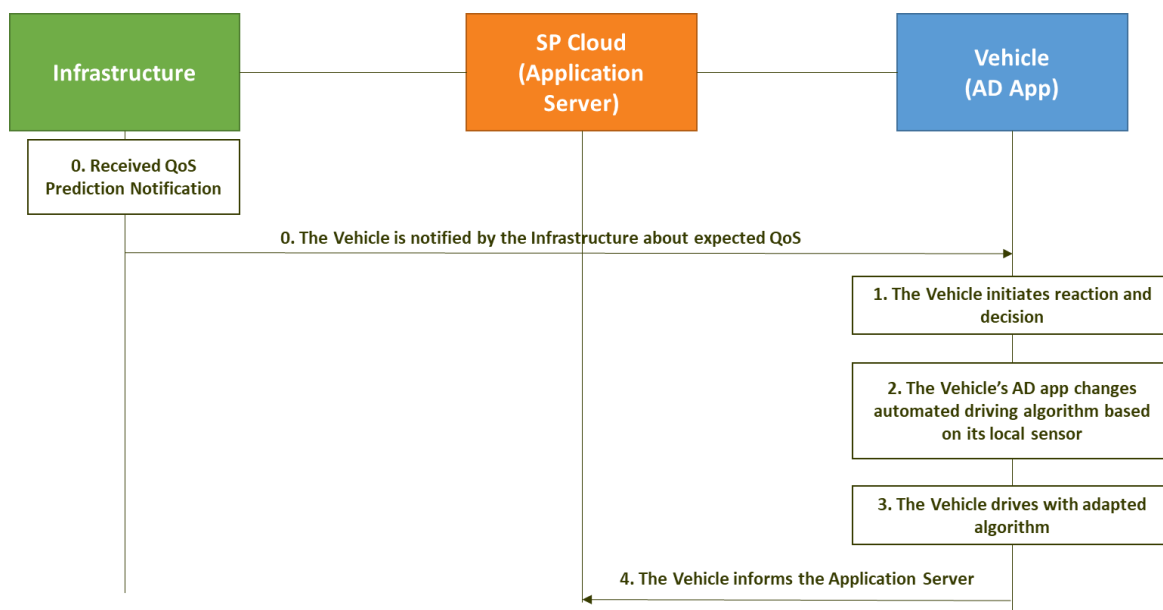 Infrastructure
SP Cloud
(Application
Server)
Vehicle
(AD App)
0. Received QoS
Prediction Notification
0. The Vehicle is notified by the Infrastructure about expected QoS
1. The Vehicle initiates reaction and
decision
2. The Vehicle’s AD app changes
automated driving algorithm based
on its local sensor
3. The Vehicle drives with adapted
algorithm
4. The Vehicle informs the Application Server